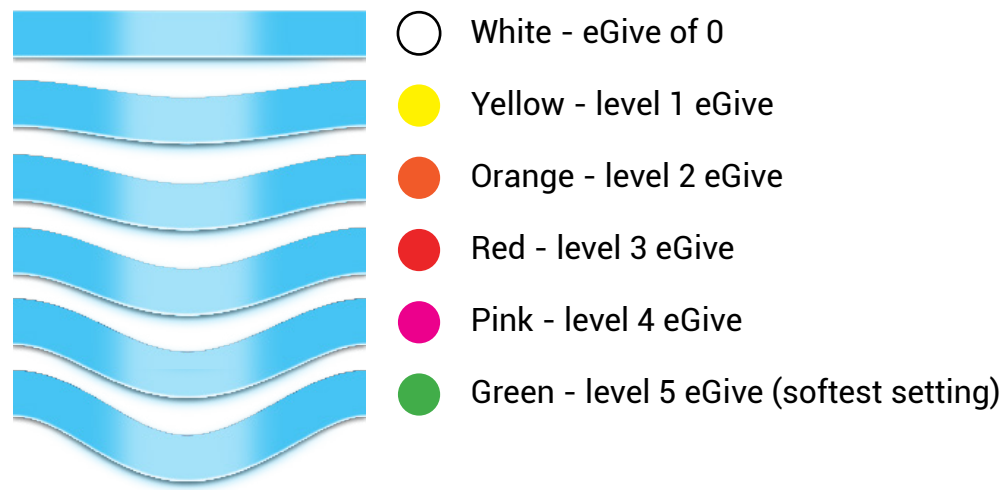 White - eGive of 0
Yellow - level 1 eGive
Orange - level 2 eGive
Red - level 3 eGive
Pink - level 4 eGive
Green - level 5 eGive (softest setting)